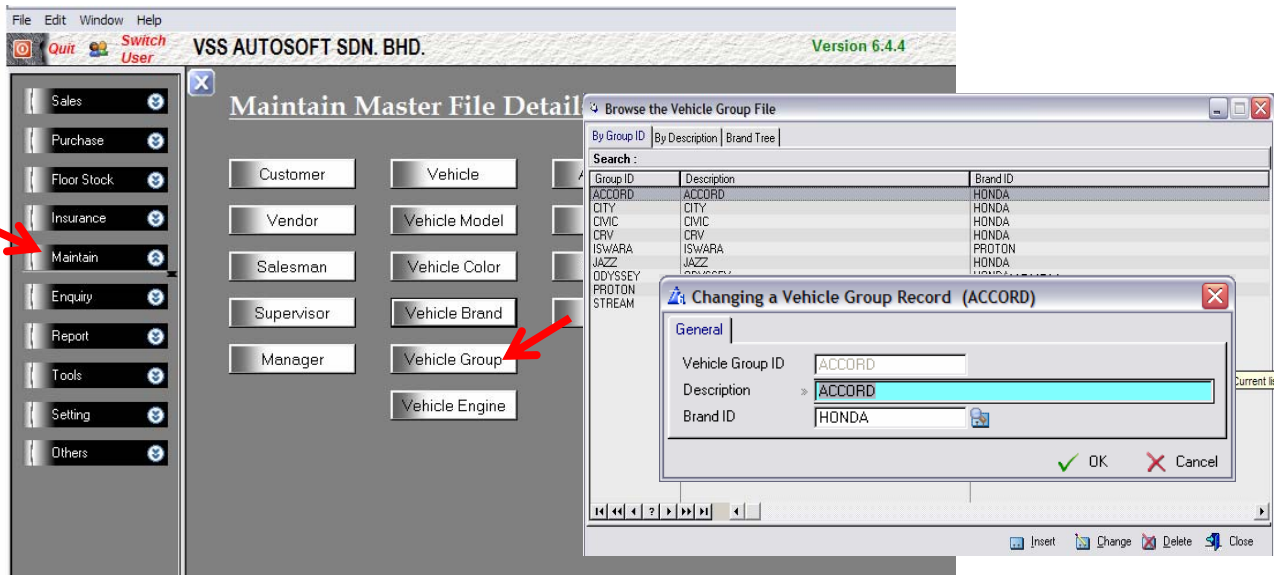 File Edit Window Help
Quit Switch User VSS AUTOSOFT SDN. BHD. Version 6.4.4
Sales
Purchase
Floor Stock
Insurance
Maintain
Enquiry
Report
Tools
Setting
Others
X
Maintain Master File Detail
Customer Vehicle
Vendor Vehicle Model
Salesman Vehicle Color
Supervisor Vehicle Brand
Manager Vehicle Group
Vehicle Engine
Browse the Vehicle Group File
By Group ID By Description Brand Tree
Search :
Group ID Description Brand ID
ACCORD ACCORD HONDA
CITY CITY HONDA
CIVIC CIVIC HONDA
CRV CRV HONDA
ISWARA ISWARA PROTON
JAZZ JAZZ HONDA
ODYSSEY ODYSSEY HONDA
PROTON
STREAM
Changing a Vehicle Group Record (ACCORD)
General
Vehicle Group ID ACCORD
Description » ACCORD
Brand ID HONDA
OK Cancel
Current lis
?
Insert Change Delete Close